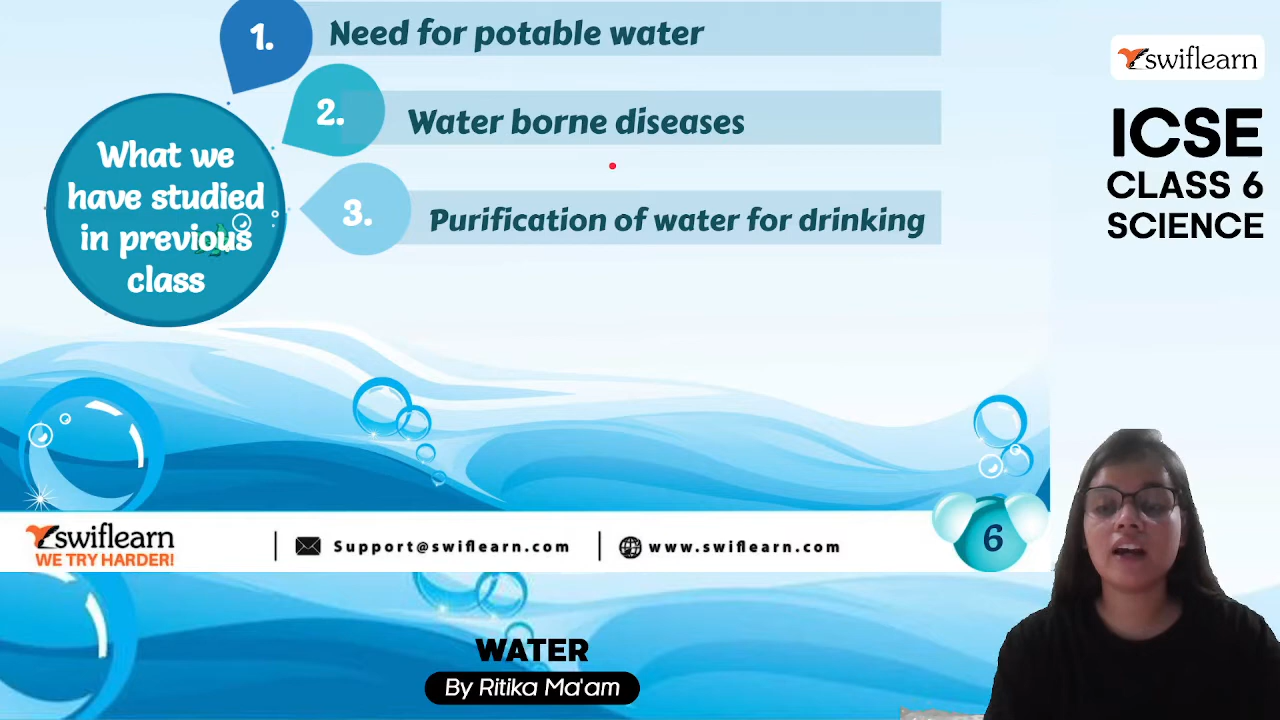 1.
Need for potable water
2.
Water borne diseases
What we
have studied
in previous
class
3.
Purification of water for drinking
swiflearn
ICSE
CLASS 6
SCIENCE
swiflearn
WE TRY HARDER!
Support@swiflearn.com
www.swiflearn.com
6
WATER
By Ritika Ma'am